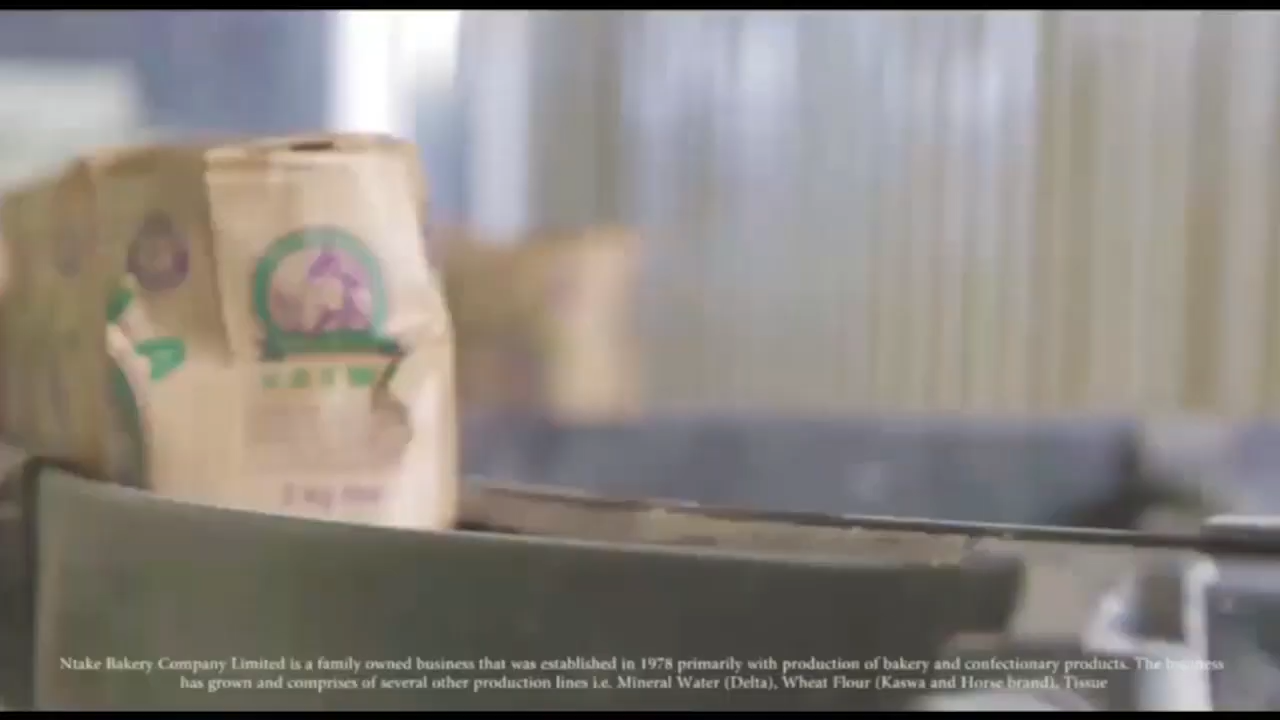 Ntake Bakery Company Limited is a family owned business that was established in 1978 primarily with production of bakery and confectionary products. The business
has grown and comprises of several other production lines i.e. Mineral Water (Delta), Wheat Flour (Kaswa and Horse brand), Tissue